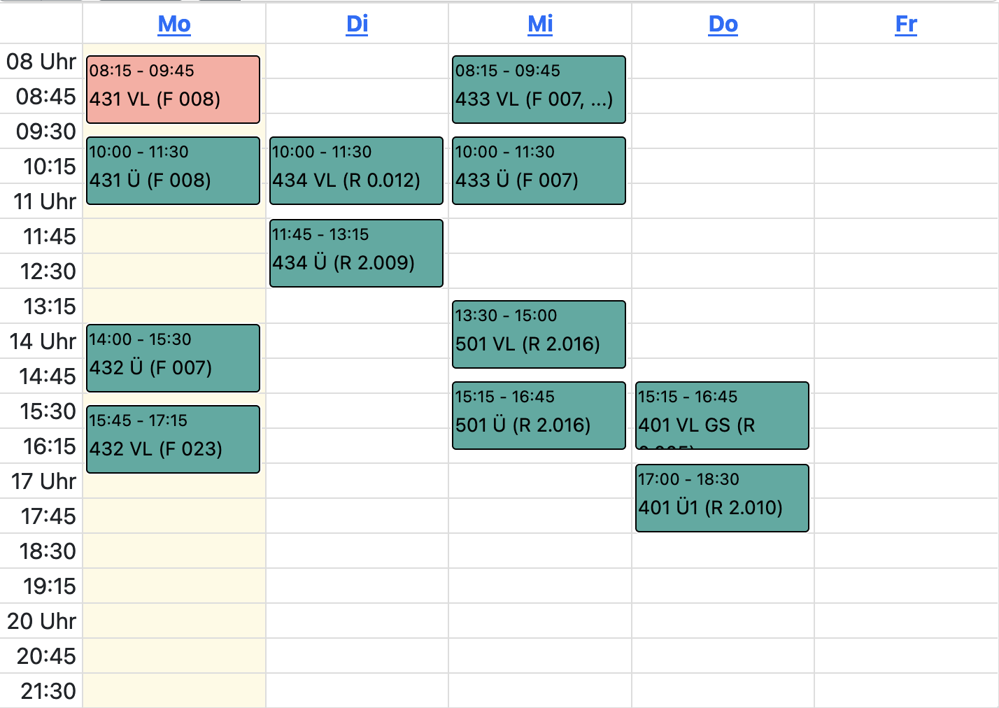 Mo Di Mi Do Fr
08 Uhr
08:45
09:30
10:15
11 Uhr
11:45
12:30
13:15
14 Uhr
14:45
15:30
16:15
17 Uhr
17:45
18:30
19:15
20 Uhr
20:45
21:30
08:15 - 09:45
431 VL (F 008)
10:00 - 11:30
431 Ü (F 008)
14:00 - 15:30
432 Ü (F 007)
15:45 - 17:15
432 VL (F 023)
10:00 - 11:30
434 VL (R 0.012)
11:45 - 13:15
434 Ü (R 2.009)
08:15 - 09:45
433 VL (F 007, ...)
10:00 - 11:30
433 Ü (F 007)
13:30 - 15:00
501 VL (R 2.016)
15:15 - 16:45
501 Ü (R 2.016)
15:15 - 16:45
401 VL GS (R
17:00 - 18:30
401 Ü1 (R 2.010)